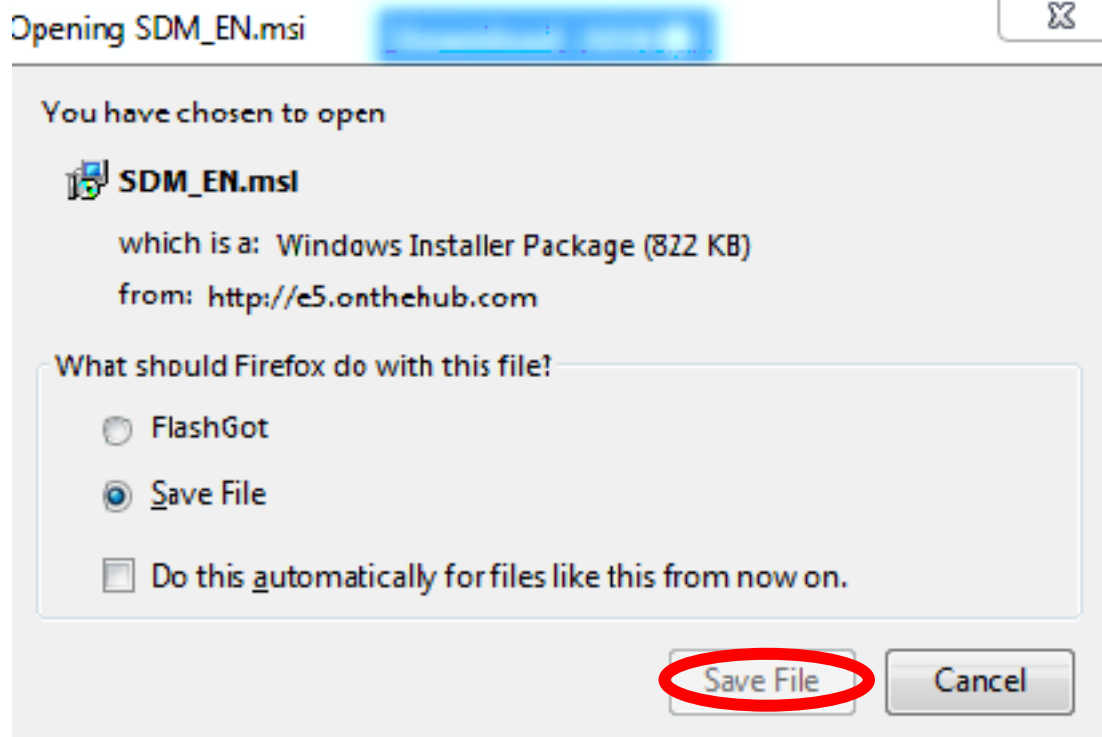 Opening SDM_EN.msi
You have chosen to open
SDM_EN.msi
which is a: Windows Installer Package (822 KB)
from: http://e5.onthehub.com
What should Firefox do with this file?
FlashGot
Save File
Do this automatically for files like this from now on.
Save File
Cancel